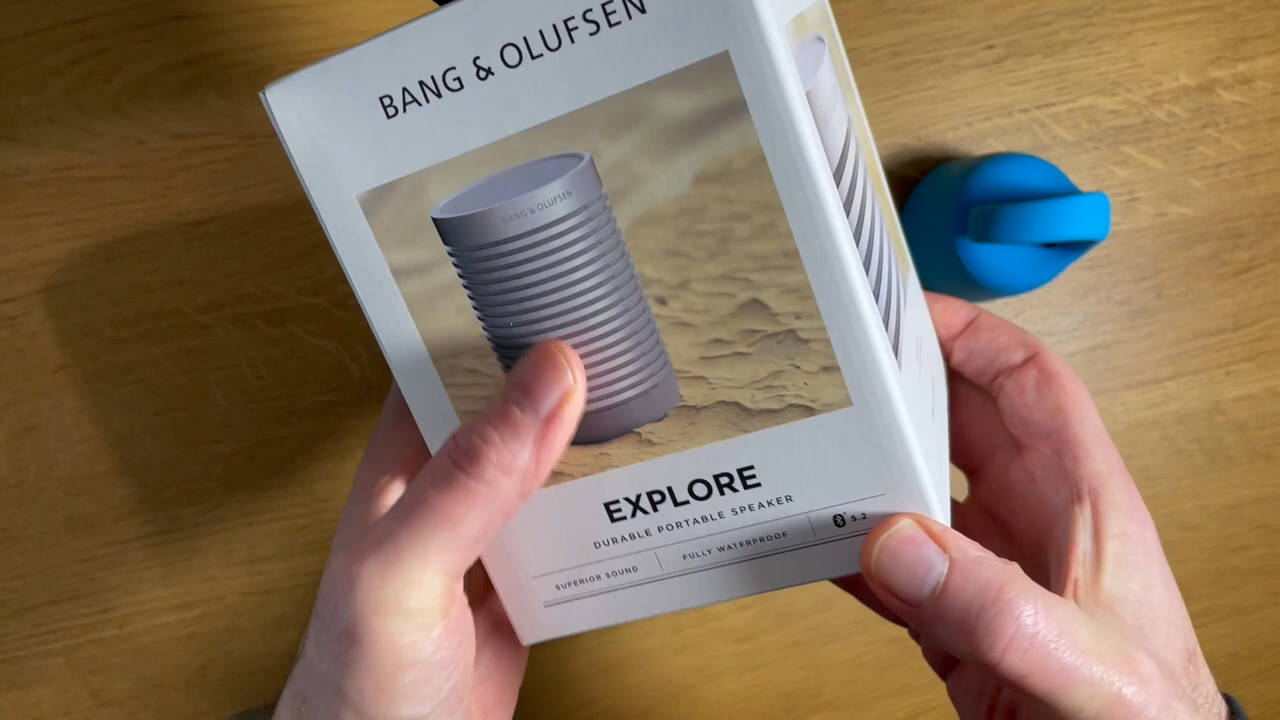 BANG & OLUFSEN
BANG & OLUFSEN
EXPLORE
DURABLE PORTABLE SPEAKER
SUPERIOR SOUND
FULLY WATERPROOF
5.2